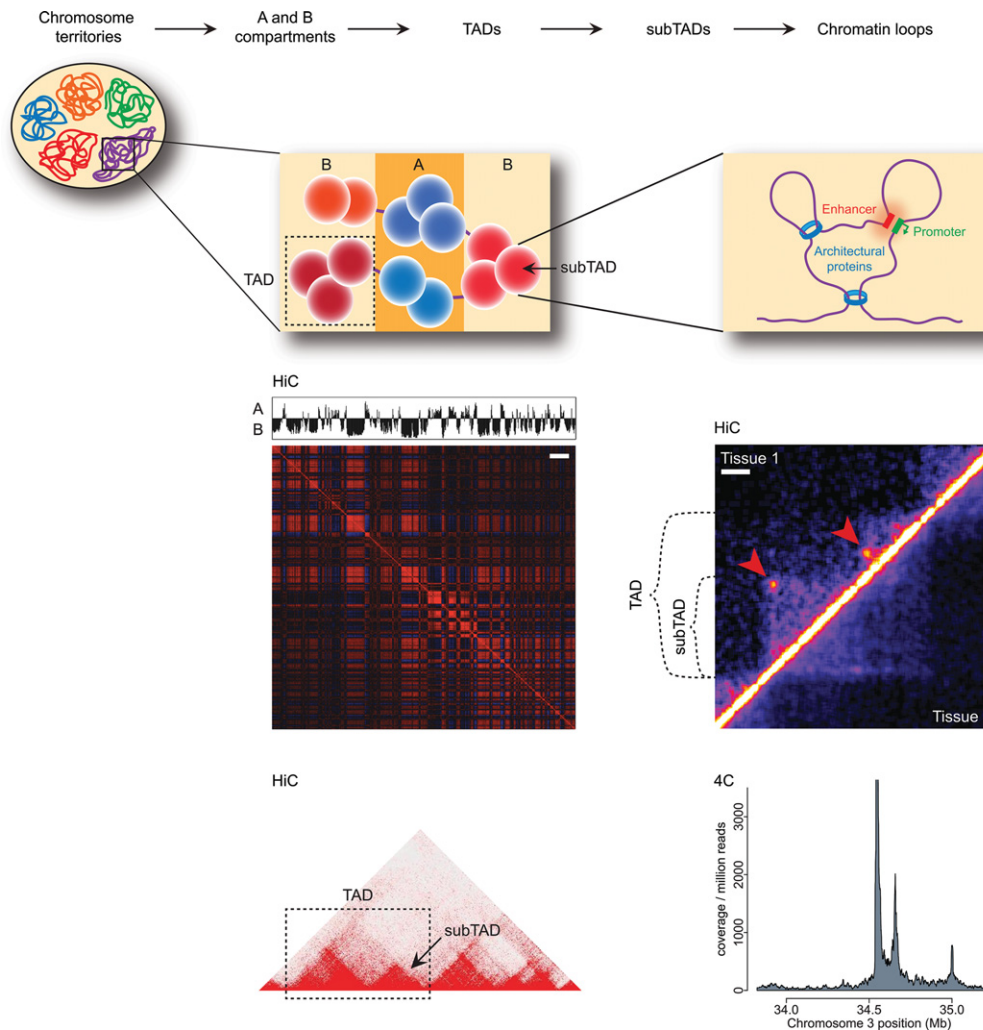 Chromosome
territories
A and B
compartments
TADs
subTADs
Chromatin loops
B
A
B
TAD
subTAD
Enhancer
Promoter
Architectural
proteins
HiC
A
B
HiC
Tissue 1
TAD
subTAD
Tissue
HiC
TAD
subTAD
4C
coverage / million reads
3000
2000
1000
0
34.0
34.5
35.0
Chromosome 3 position (Mb)